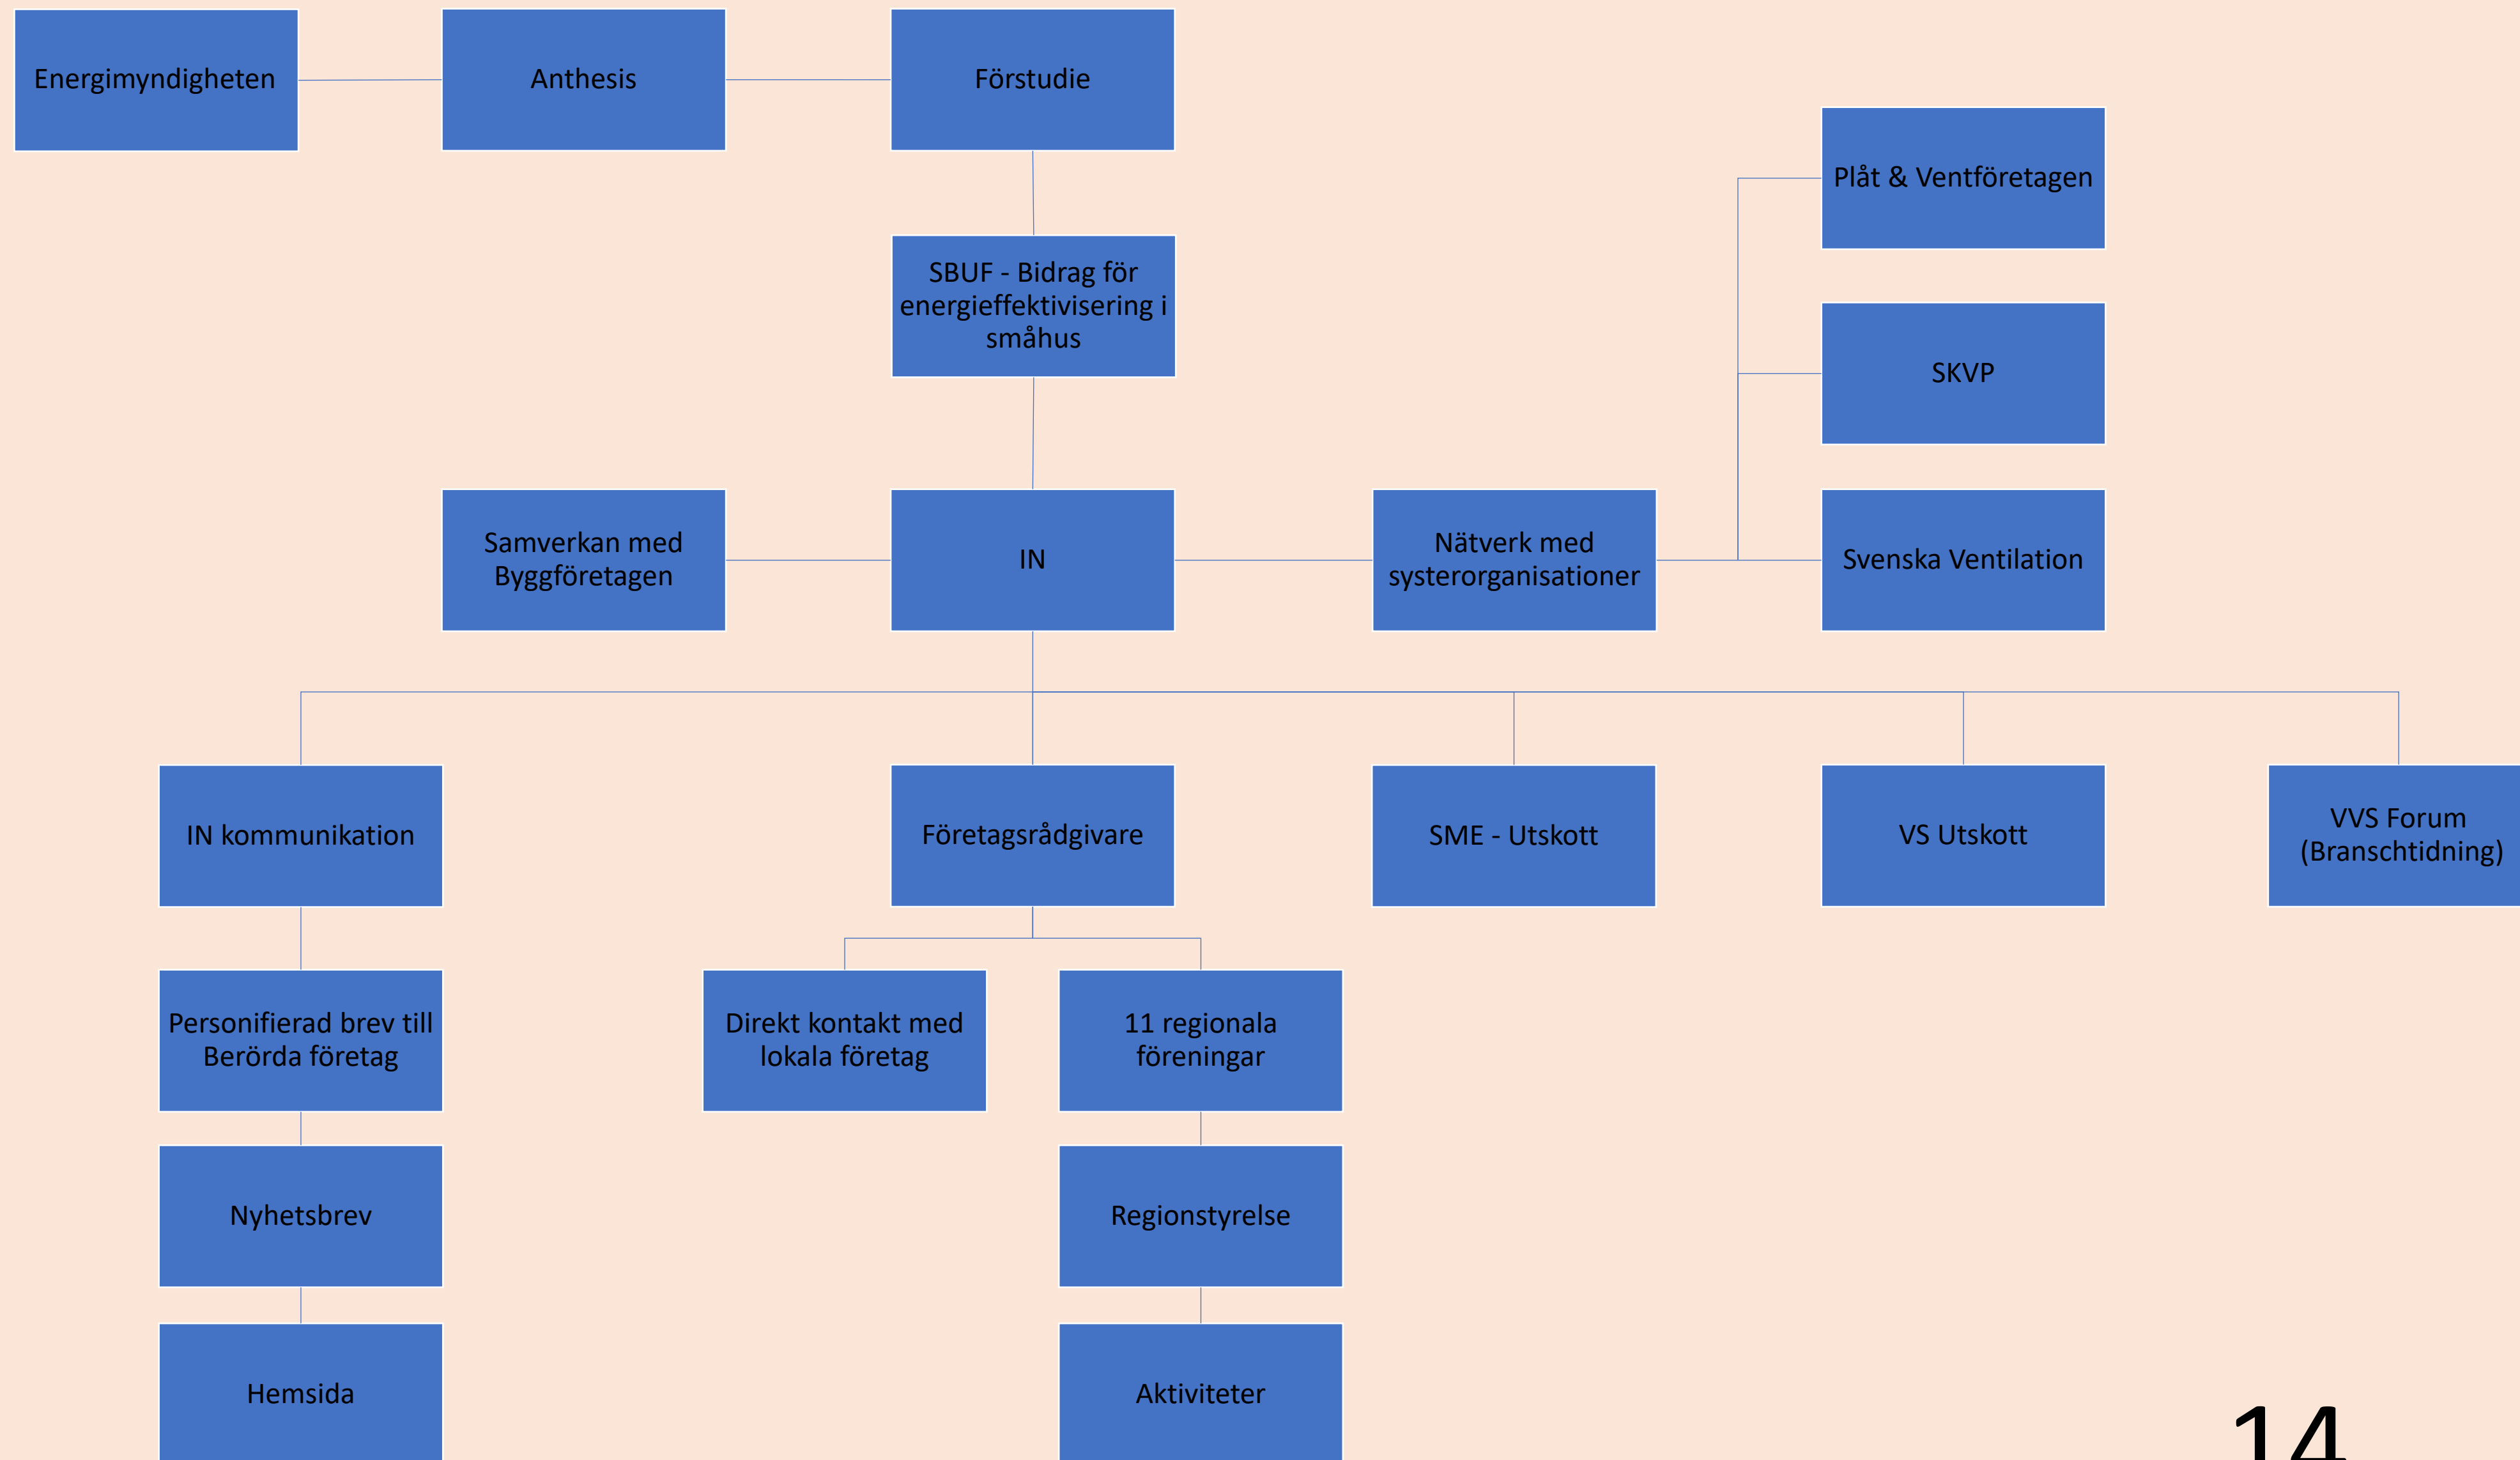 Energimyndigheten
Anthesis
Förstudie
Plåt & Ventföretagen
SBUF - Bidrag för
energieffektivisering i
småhus
SKVP
Samverkan med
Byggföretagen
IN
Nätverk med
systerorganisationer
Svenska Ventilation
IN kommunikation
Företagsrådgivare
SME - Utskott
VS Utskott
VVS Forum
(Branschtidning)
Personifierad brev till
Berörda företag
Direkt kontakt med
lokala företag
11 regionala
föreningar
Nyhetsbrev
Regionstyrelse
Hemsida
Aktiviteter
14